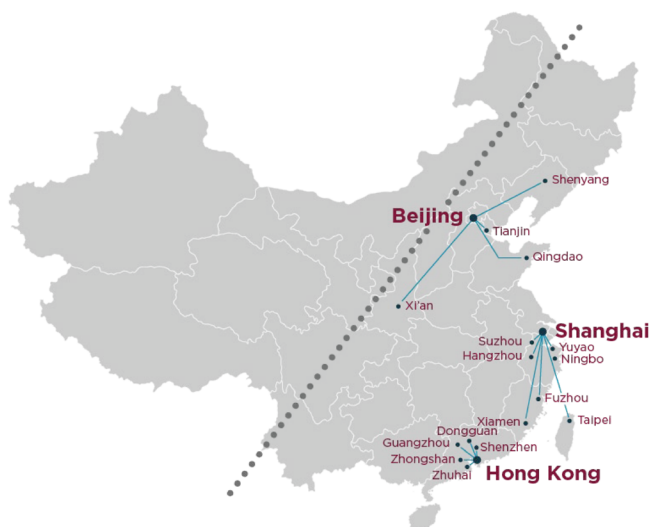 Shenyang
Beijing
Tianjin
Qingdao
Xi'an
Shanghai
Suzhou
Yuyao
Hangzhou
Ningbo
Fuzhou
Xiamen
Taipei
Dongguan
Guangzhou
Shenzhen
Zhongshan
Hong Kong
Zhuhai